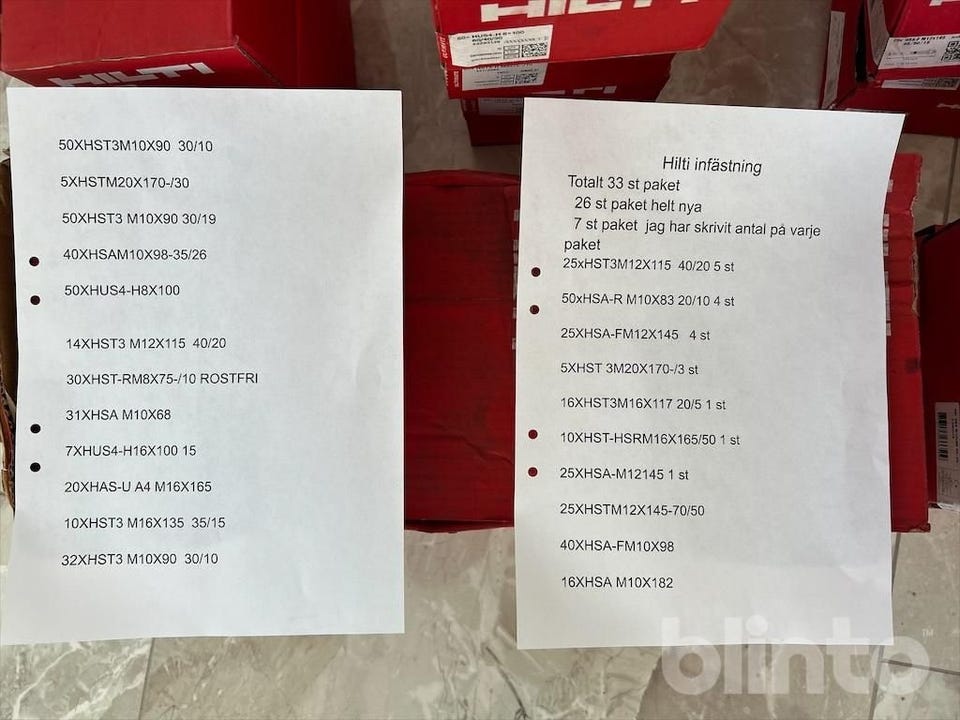 HILTI
HILTI
HUS4-H 8x100
50XHST3M10X90 30/10
5XHSTM20X170-/30
50XHST3 M10X90 30/19
40XHSAM10X98-35/26
50XHUS4-H8X100
14XHST3 M12X115 40/20
30XHST-RM8X75-/10 ROSTFRI
31XHSA M10X68
7XHUS4-H16X100 15
20XHAS-U A4 M16X165
10XHST3 M16X135 35/15
32XHST3 M10X90 30/10
Hilti infästning
Totalt 33 st paket
26 st paket helt nya
7 st paket jag har skrivit antal på varje
paket
25xHST3M12X115 40/20 5 st
50xHSA-R M10X83 20/10 4 st
25XHSA-FM12X145 4 st
5XHST 3M20X170-/3 st
16XHST3M16X117 20/5 1 st
10XHST-HSRM16X165/50 1 st
25XHSA-M12145 1 st
25XHSTM12X145-70/50
40XHSA-FM10X98
16XHSA M10X182
blinto™